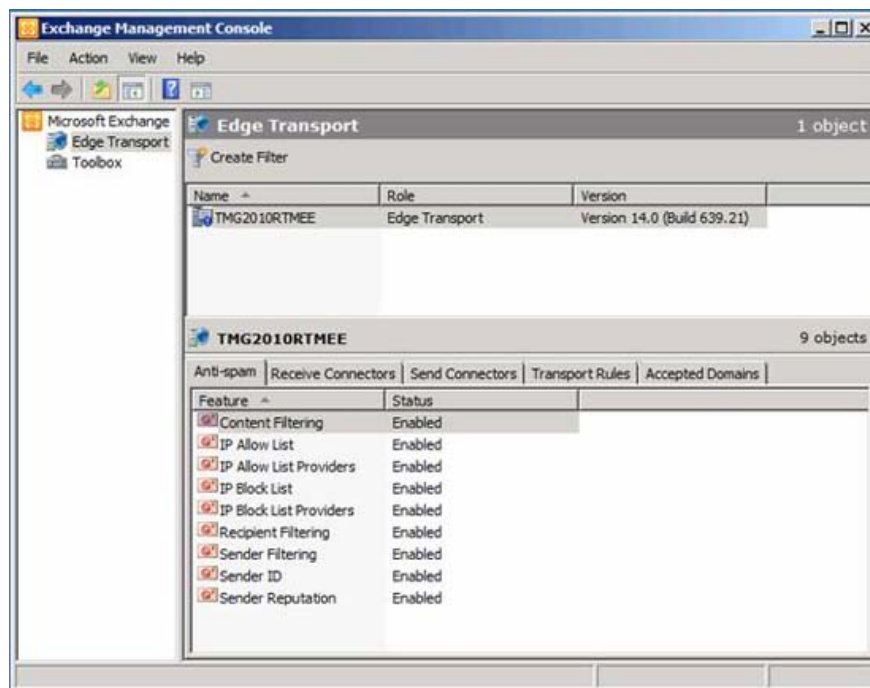 Exchange Management Console
File Action View Help
Microsoft Exchange
Edge Transport
Toolbox
Edge Transport 1 object
Create Filter
Name Role Version
TMG2010RTMEE Edge Transport Version 14.0 (Build 639.21)
TMG2010RTMEE 9 objects
Anti-spam Receive Connectors Send Connectors Transport Rules Accepted Domains
Feature Status
Content Filtering Enabled
IP Allow List Enabled
IP Allow List Providers Enabled
IP Block List Enabled
IP Block List Providers Enabled
Recipient Filtering Enabled
Sender Filtering Enabled
Sender ID Enabled
Sender Reputation Enabled